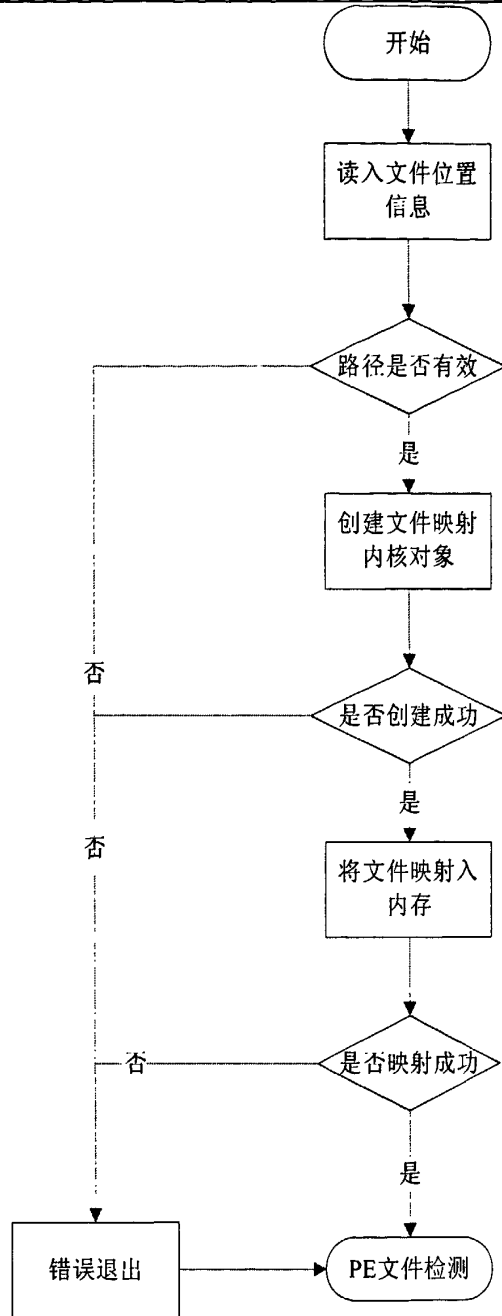 开始
读入文件位置
信息
路径是否有效
是
创建文件映射
内核对象
否
是否创建成功
是
否
将文件映射入
内存
否
是否映射成功
是
错误退出
PE文件检测